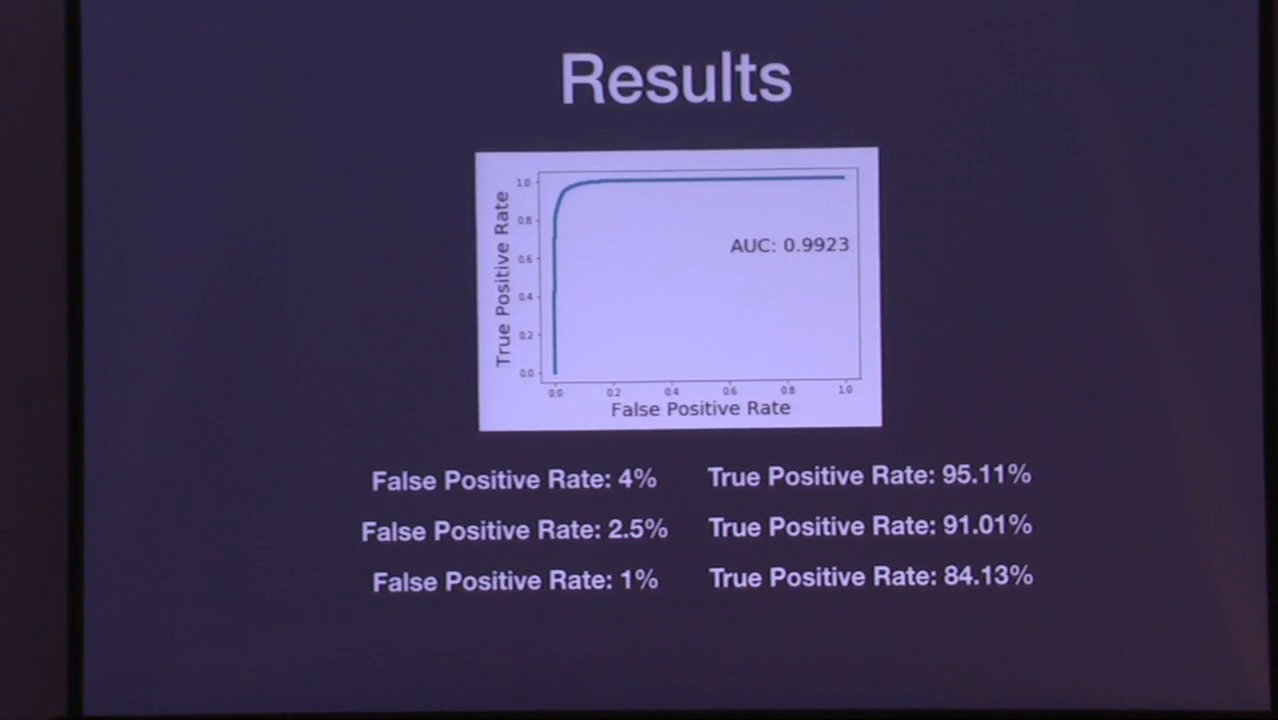 Results
True Positive Rate
1.0
0.8
0.6
0.4
0.2
0.0
AUC: 0.9923
0.0 0.2 0.4 0.6 0.8 1.0
False Positive Rate
False Positive Rate: 4% True Positive Rate: 95.11%
False Positive Rate: 2.5% True Positive Rate: 91.01%
False Positive Rate: 1% True Positive Rate: 84.13%